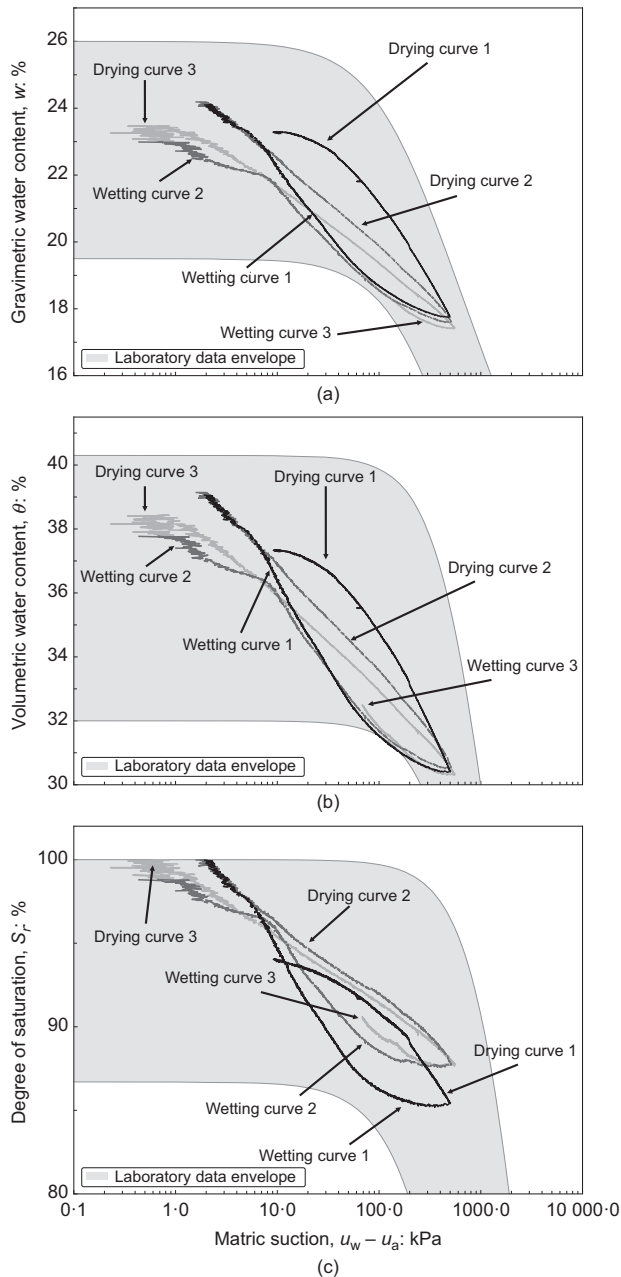 26
24
22
20
18
16
Gravimetric water content, w: %
Drying curve 3
Drying curve 1
Wetting curve 2
Drying curve 2
Wetting curve 1
Wetting curve 3
Laboratory data envelope
(a)
40
38
36
34
32
30
Volumetric water content, θ: %
Drying curve 3
Drying curve 1
Wetting curve 2
Drying curve 2
Wetting curve 1
Wetting curve 3
Laboratory data envelope
(b)
100
90
80
Degree of saturation, Sr: %
Drying curve 2
Drying curve 3
Wetting curve 3
Drying curve 1
Wetting curve 2
Wetting curve 1
Laboratory data envelope
0·1 1·0 10·0 100·0 1000·0 10 000·0
Matric suction, uw – ua: kPa
(c)